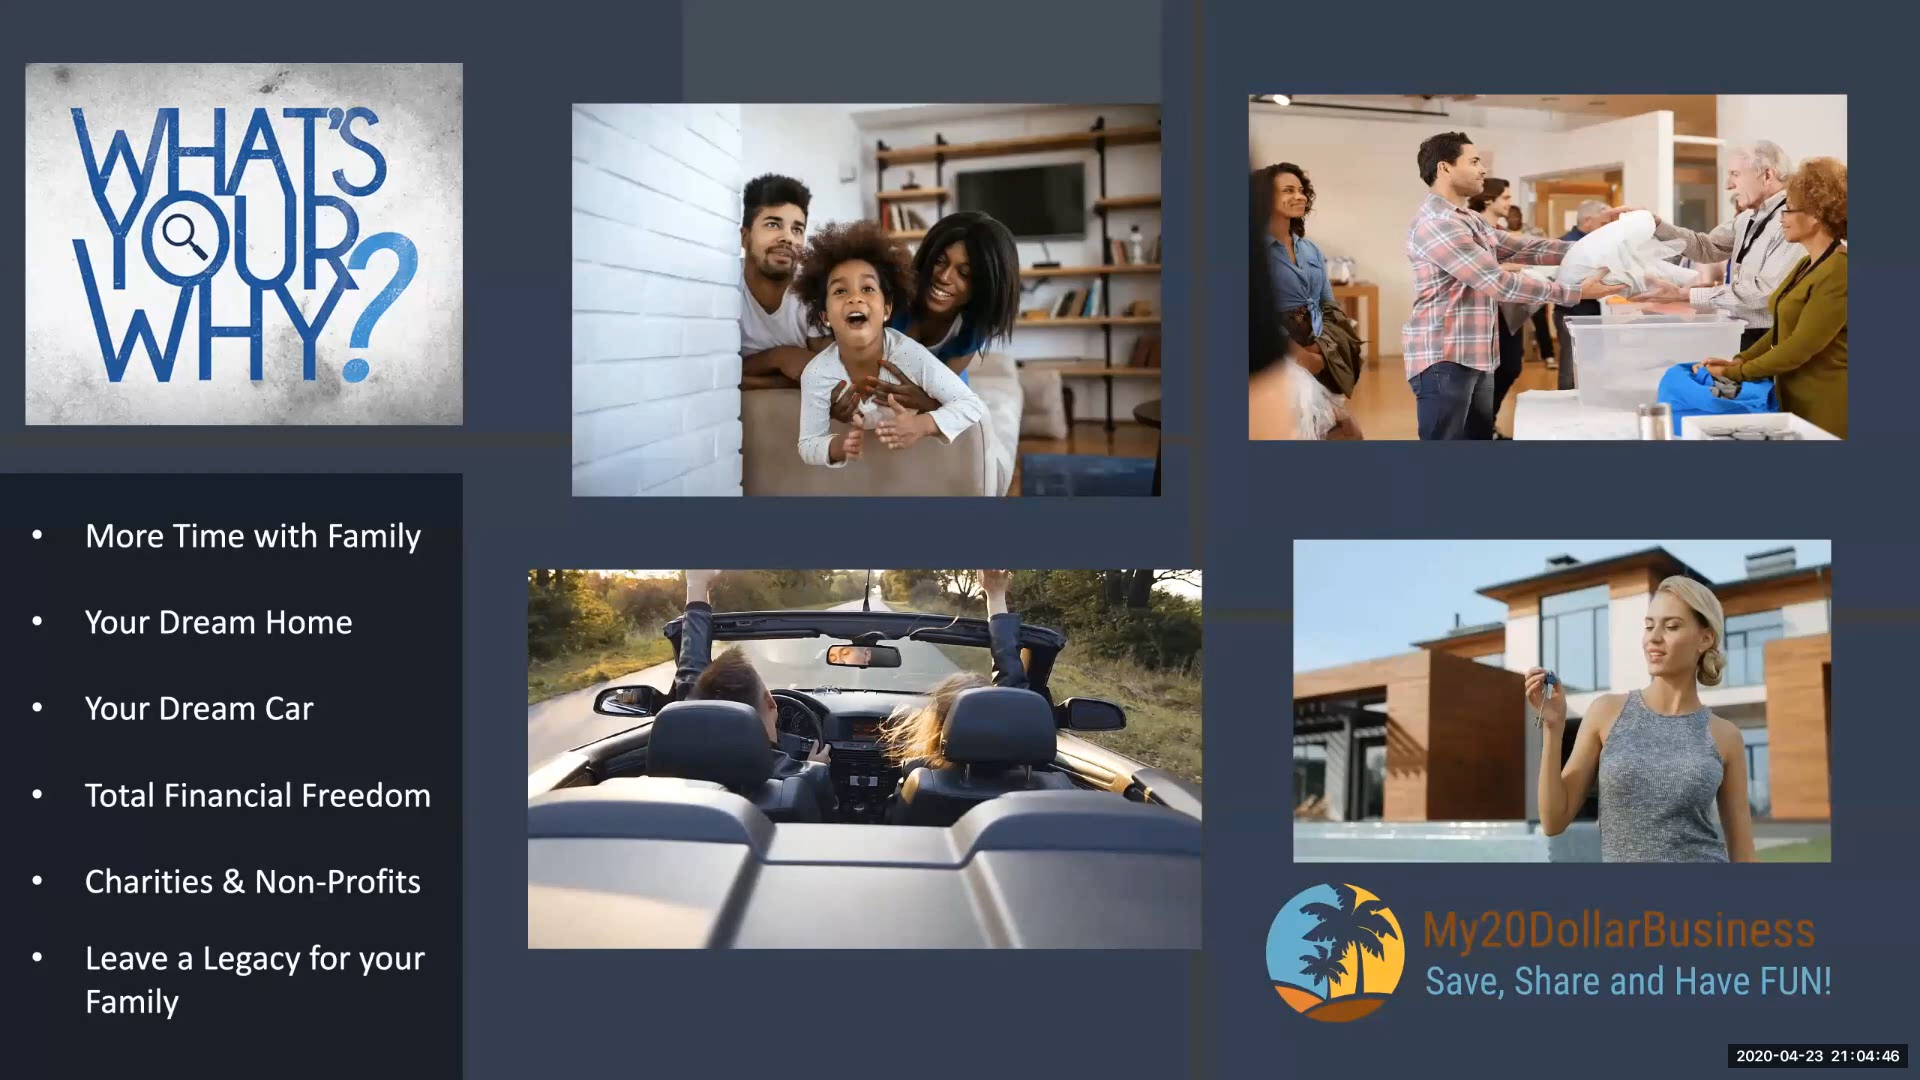 WHAT'S
YOUR
WHY?
• More Time with Family
• Your Dream Home
• Your Dream Car
• Total Financial Freedom
• Charities & Non-Profits
• Leave a Legacy for your
Family
My20DollarBusiness
Save, Share and Have FUN!
2020-04-23 21:04:46